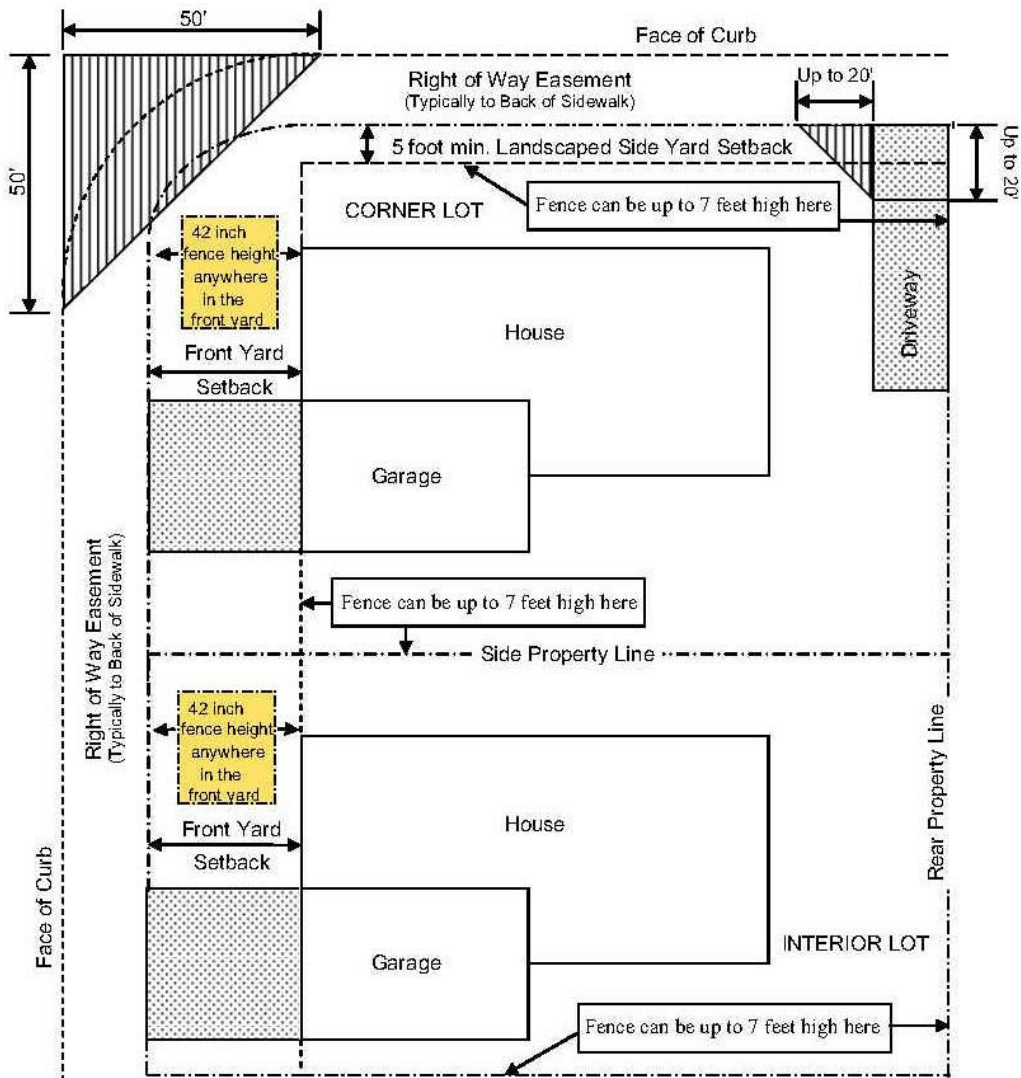 50'
Face of Curb
Right of Way Easement
(Typically to Back of Sidewalk)
Up to 20'
50'
5 foot min. Landscaped Side Yard Setback
Up to 20'
Fence can be up to 7 feet high here
CORNER LOT
42 inch
fence height
anywhere
in the
front yard
House
Driveway
Front Yard
Setback
Garage
Right of Way Easement
(Typically to Back of Sidewalk)
Fence can be up to 7 feet high here
Side Property Line
42 inch
fence height
anywhere
in the
front yard
House
Front Yard
Setback
Rear Property Line
Face of Curb
Garage
INTERIOR LOT
Fence can be up to 7 feet high here